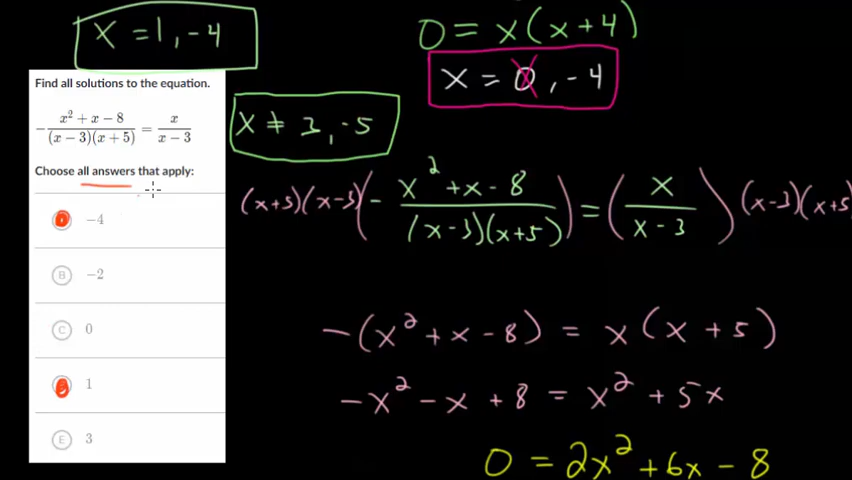 x = 1, -4
0 = x(x+4)
x = 0, -4
Find all solutions to the equation.
- x² + x - 8 / (x - 3)(x + 5) = x / x - 3
x ≠ 3, -5
Choose all answers that apply:
-4
B -2
C 0
1
E 3
(x+5)(x-3)(- x² + x - 8 / (x-3)(x+5)) = (x / x - 3)(x-3)(x+5
-(x² + x - 8) = x(x + 5)
-x² - x + 8 = x² + 5x
0 = 2x² + 6x - 8